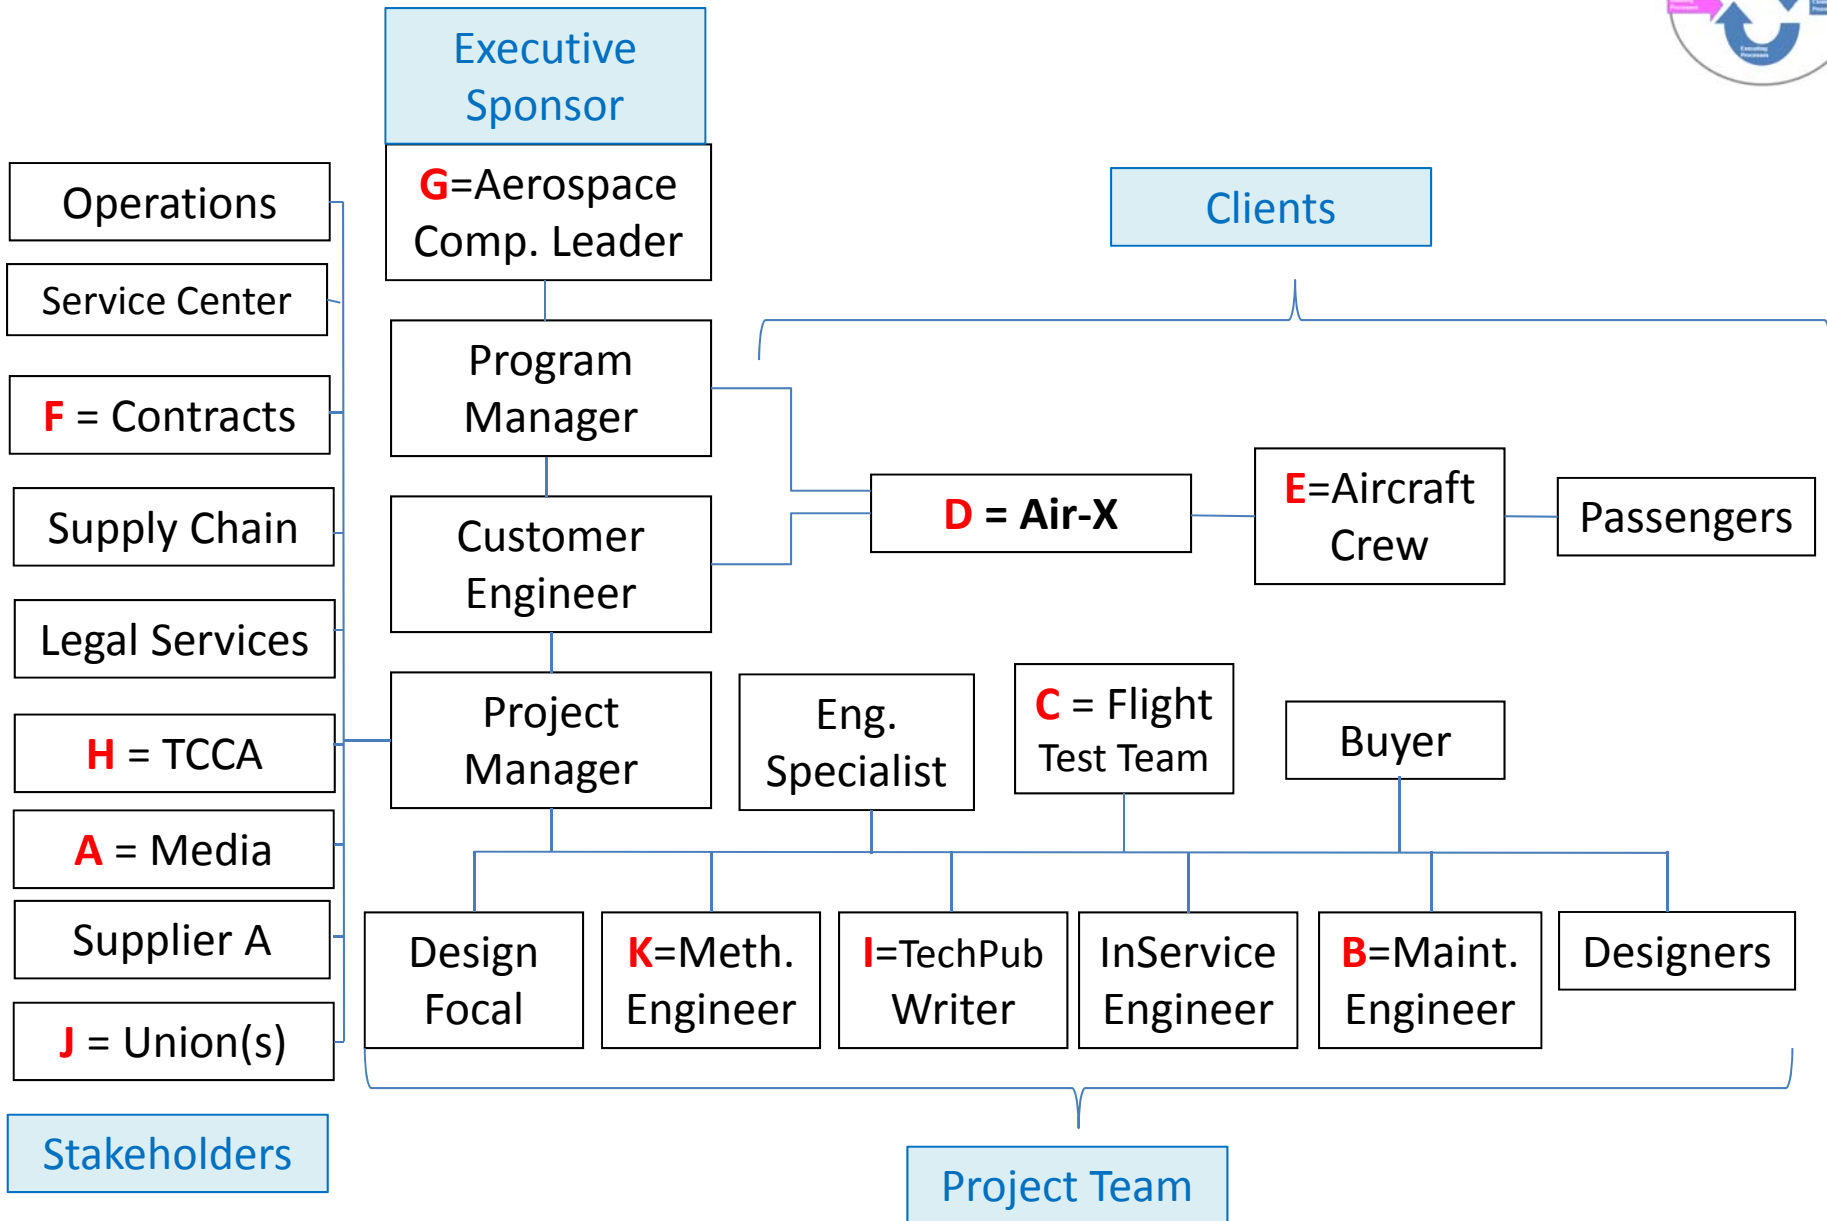 Executive
Sponsor
G=Aerospace
Comp. Leader
Operations
Service Center
F = Contracts
Supply Chain
Legal Services
H = TCCA
A = Media
Supplier A
J = Union(s)
Stakeholders
Program
Manager
Customer
Engineer
Project
Manager
Clients
D = Air-X
E=Aircraft
Crew
Passengers
Eng.
Specialist
C = Flight
Test Team
Buyer
Design
Focal
K=Meth.
Engineer
I=TechPub
Writer
InService
Engineer
B=Maint.
Engineer
Designers
Project Team
Executing
Processes